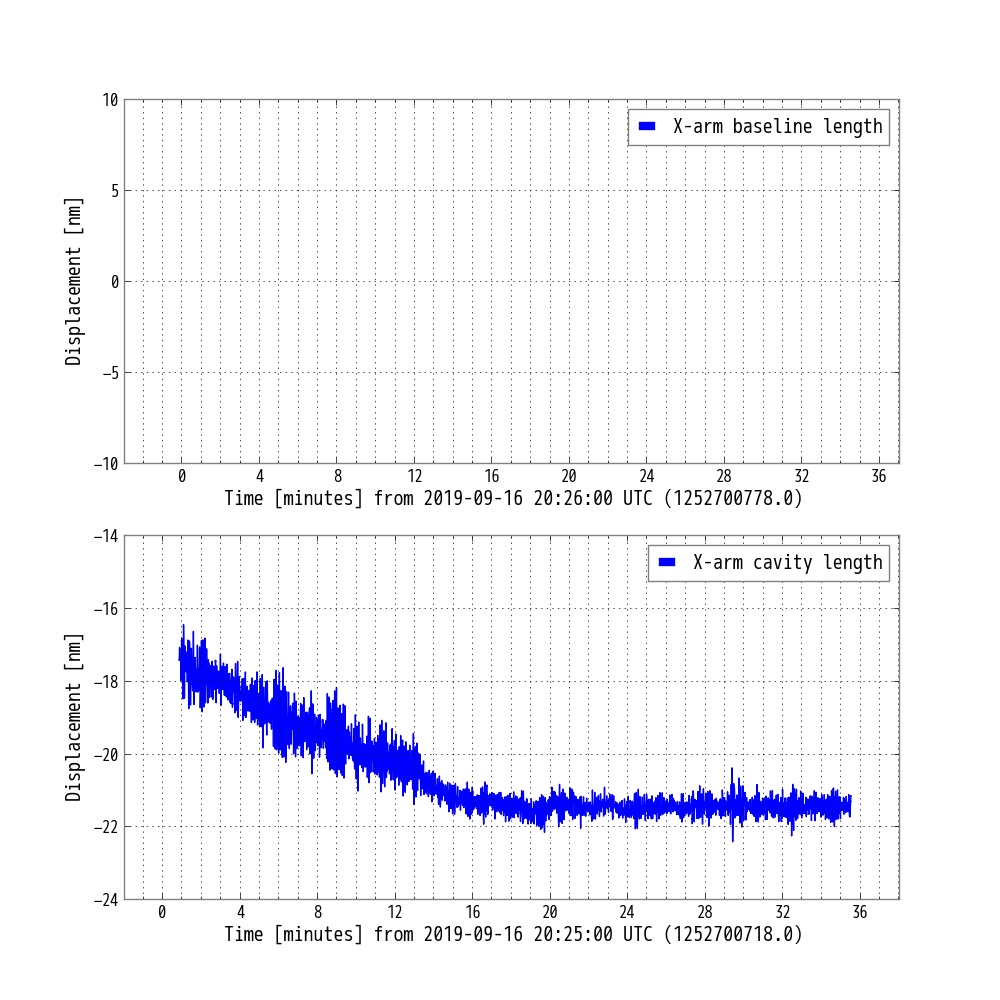 10
X-arm baseline length
5
Displacement [nm]
0
−5
−10
0 4 8 12 16 20 24 28 32 36
Time [minutes] from 2019-09-16 20:26:00 UTC (1252700778.0)
−14
X-arm cavity length
−16
−18
Displacement [nm]
−20
−22
−24
0 4 8 12 16 20 24 28 32 36
Time [minutes] from 2019-09-16 20:25:00 UTC (1252700718.0)